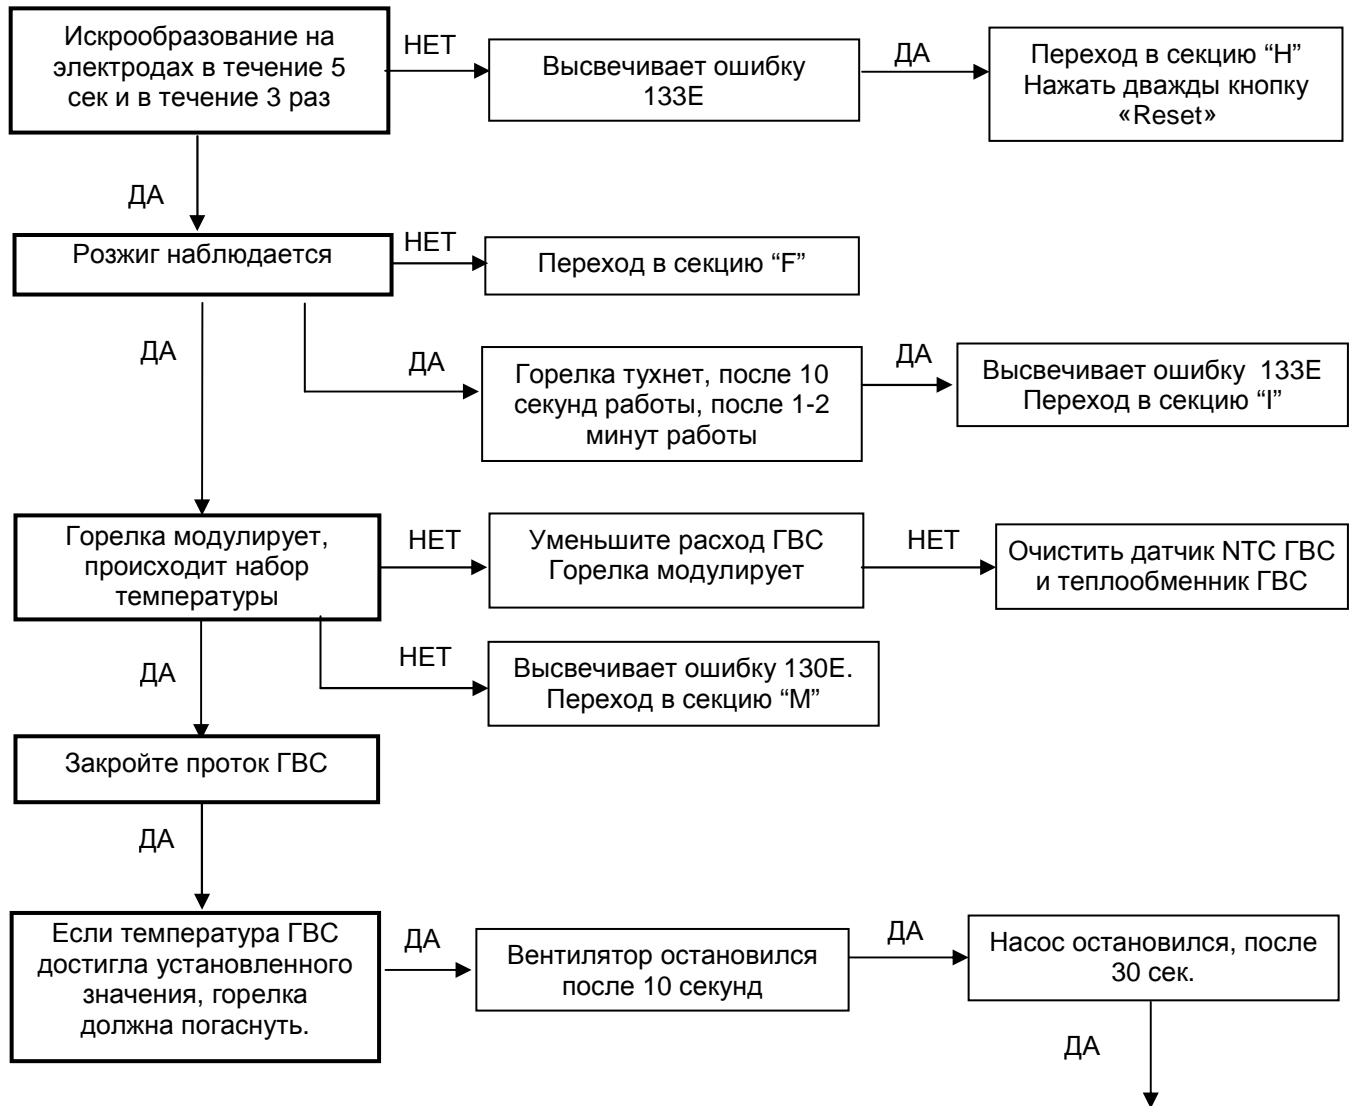 Искрообразование на
электродах в течение 5
сек и в течение 3 раз
НЕТ
Высвечивает ошибку
133Е
ДА
Переход в секцию “H”
Нажать дважды кнопку
«Reset»
ДА
Розжиг наблюдается
НЕТ
Переход в секцию “F”
ДА
ДА
Горелка тухнет, после 10
секунд работы, после 1-2
минут работы
ДА
Высвечивает ошибку 133Е
Переход в секцию “I”
Горелка модулирует,
происходит набор
температуры
НЕТ
Уменьшите расход ГВС
Горелка модулирует
НЕТ
Очистить датчик NTC ГВС
и теплообменник ГВС
ДА
НЕТ
Высвечивает ошибку 130Е.
Переход в секцию “М”
Закройте проток ГВС
ДА
Если температура ГВС
достигла установленного
значения, горелка
должна погаснуть.
ДА
Вентилятор остановился
после 10 секунд
ДА
Насос остановился, после
30 сек.
ДА